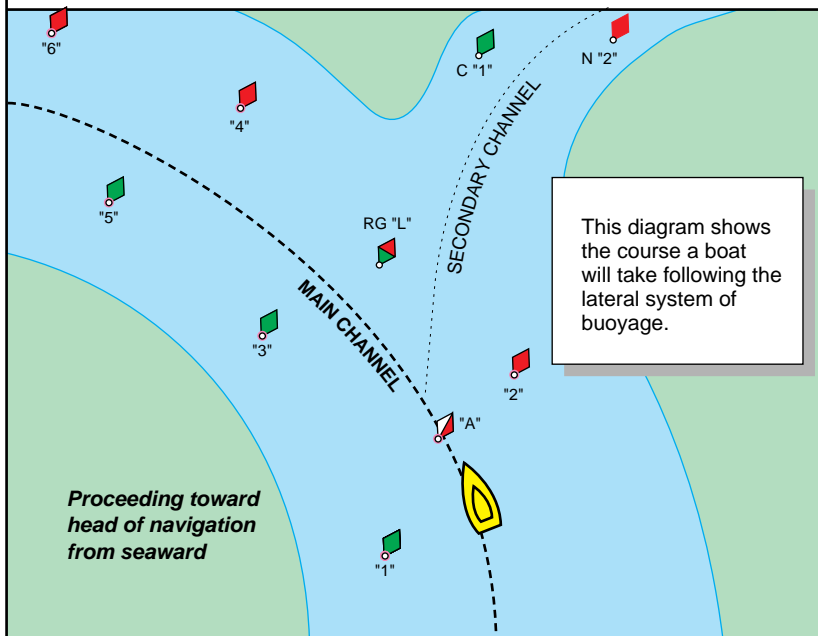 "6"
C "1"
N "2"
"4"
SECONDARY CHANNEL
"5"
RG "L"
This diagram shows
the course a boat
will take following the
lateral system of
buoyage.
MAIN CHANNEL
"3"
"2"
"A"
Proceeding toward
head of navigation
from seaward
"1"